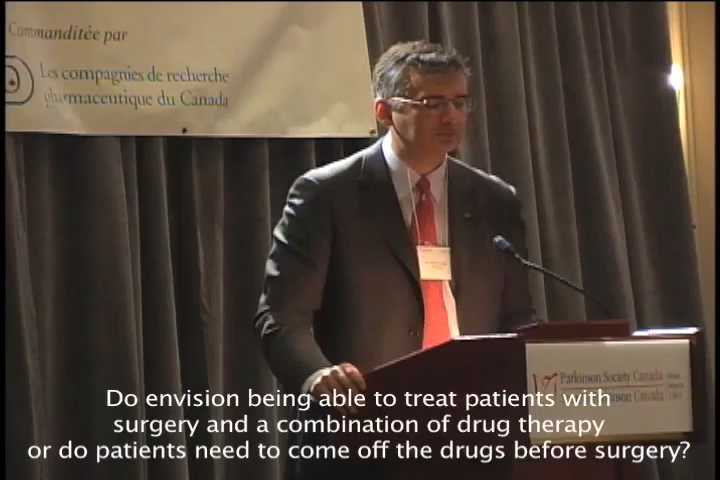 Commanditée par
Les compagnies de recherche
pharmaceutique du Canada
Parkinson Society Canada
Parkinson Canada
Do envision being able to treat patients with
surgery and a combination of drug therapy
or do patients need to come off the drugs before surgery?